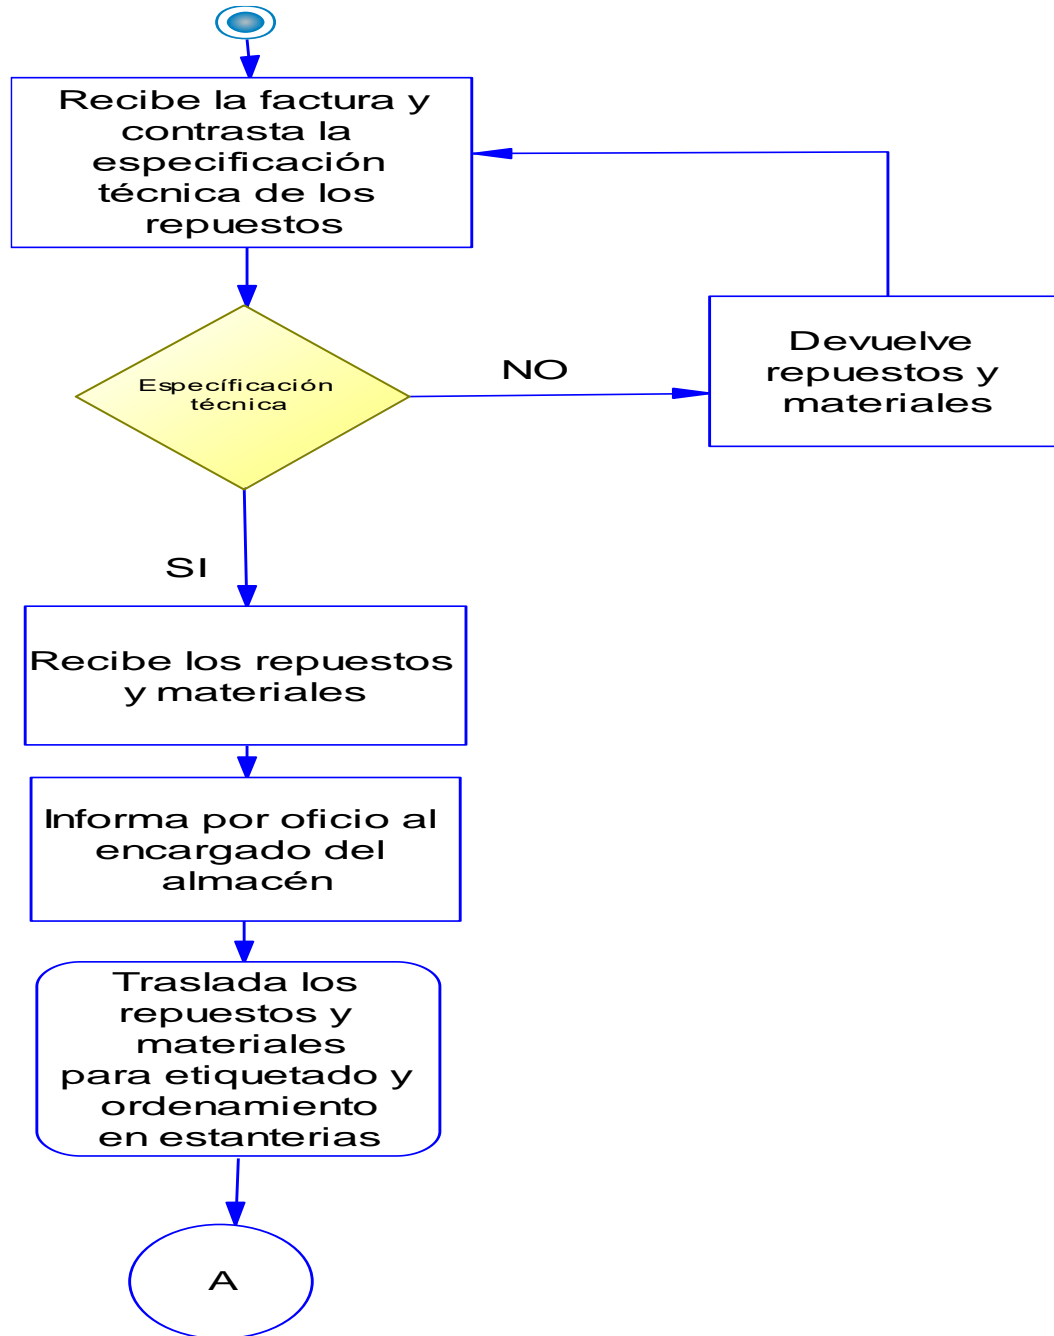 Recibe la factura y
contrasta la
especificación
técnica de los
repuestos
Específicación
técnica
NO
Devuelve
repuestos y
materiales
SI
Recibe los repuestos
y materiales
Informa por oficio al
encargado del
almacén
Traslada los
repuestos y
materiales
para etiquetado y
ordenamiento
en estanterias
A